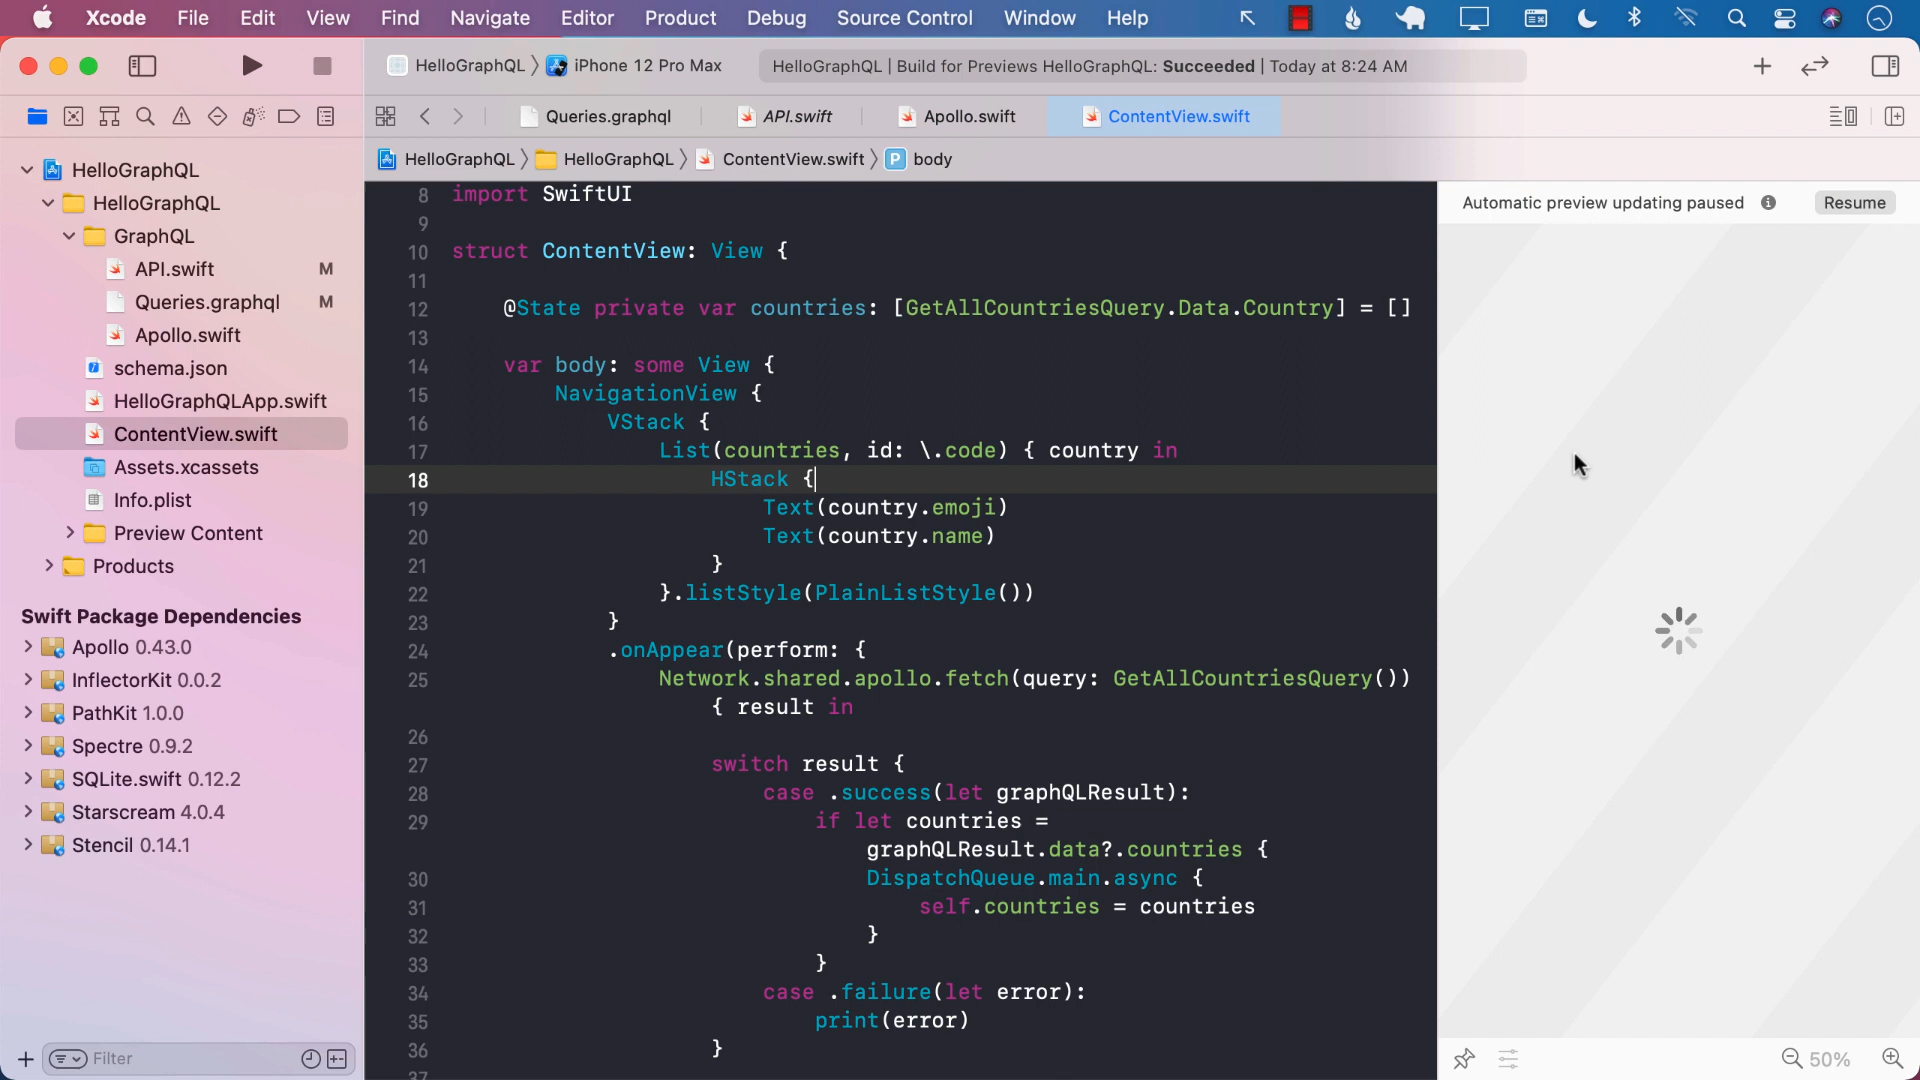 Xcode File Edit View Find Navigate Editor Product Debug Source Control Window Help
HelloGraphQL iPhone 12 Pro Max
HelloGraphQL | Build for Previews HelloGraphQL: Succeeded | Today at 8:24 AM
Queries.graphql API.swift Apollo.swift ContentView.swift
HelloGraphQL HelloGraphQL ContentView.swift P body
HelloGraphQL
HelloGraphQL
GraphQL
API.swift M
Queries.graphql M
Apollo.swift
schema.json
HelloGraphQLApp.swift
ContentView.swift
Assets.xcassets
Info.plist
Preview Content
Products
Swift Package Dependencies
Apollo 0.43.0
InflectorKit 0.0.2
PathKit 1.0.0
Spectre 0.9.2
SQLite.swift 0.12.2
Starscream 4.0.4
Stencil 0.14.1
Filter
8 import SwiftUI
9
10 struct ContentView: View {
11
12 @State private var countries: [GetAllCountriesQuery.Data.Country] = []
13
14 var body: some View {
15 NavigationView {
16 VStack {
17 List(countries, id: \.code) { country in
18 HStack {
19 Text(country.emoji)
20 Text(country.name)
21 }
22 }.listStyle(PlainListStyle())
23 }
24 .onAppear(perform: {
25 Network.shared.apollo.fetch(query: GetAllCountriesQuery())
{ result in
26
27 switch result {
28 case .success(let graphQLResult):
29 if let countries =
graphQLResult.data?.countries {
30 DispatchQueue.main.async {
31 self.countries = countries
32 }
33 }
34 case .failure(let error):
35 print(error)
36 }
37
Automatic preview updating paused Resume
50%